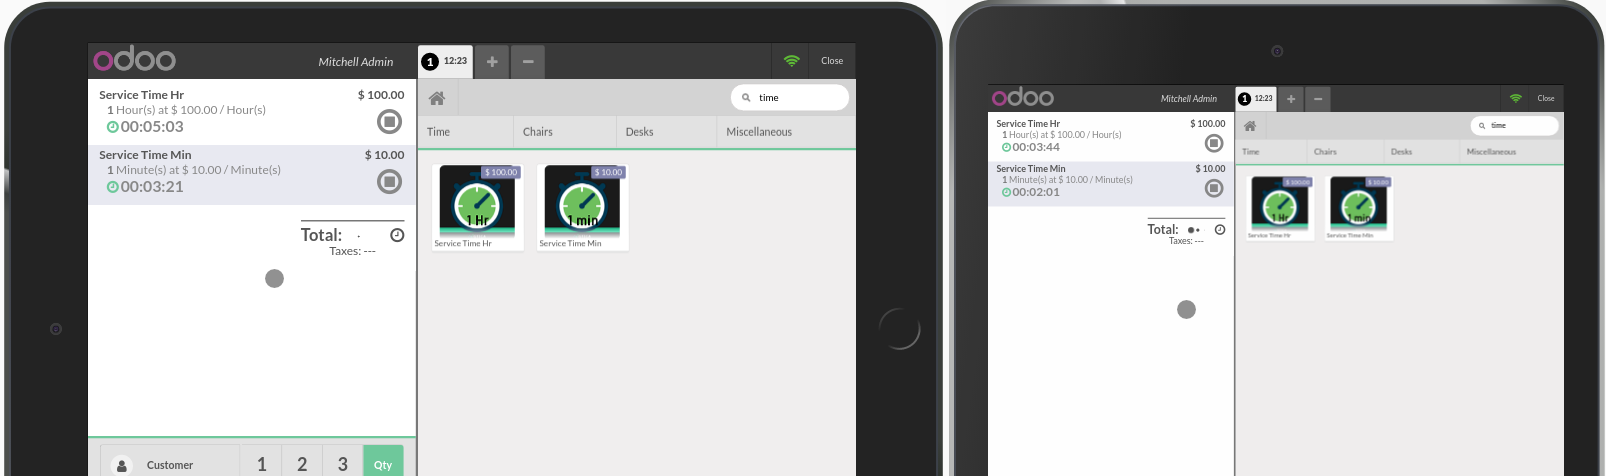 odoo Mitchell Admin 1 12:23 + − Close
Service Time Hr $ 100.00
1 Hour(s) at $ 100.00 / Hour(s)
00:05:03
Service Time Min $ 10.00
1 Minute(s) at $ 10.00 / Minute(s)
00:03:21
Total:
Taxes: ---
Customer 1 2 3 Qty
time
Time Chairs Desks Miscellaneous
$ 100.00 $ 10.00
1 Hr 1 min
Service Time Hr Service Time Min
odoo Mitchell Admin 1 12:23 + − Close
Service Time Hr $ 100.00
1 Hour(s) at $ 100.00 / Hour(s)
00:03:44
Service Time Min $ 10.00
1 Minute(s) at $ 10.00 / Minute(s)
00:02:01
Total:
Taxes: ---
time
Time Chairs Desks Miscellaneous
$ 100.00 $ 10.00
1 Hr 1 min
Service Time Hr Service Time Min